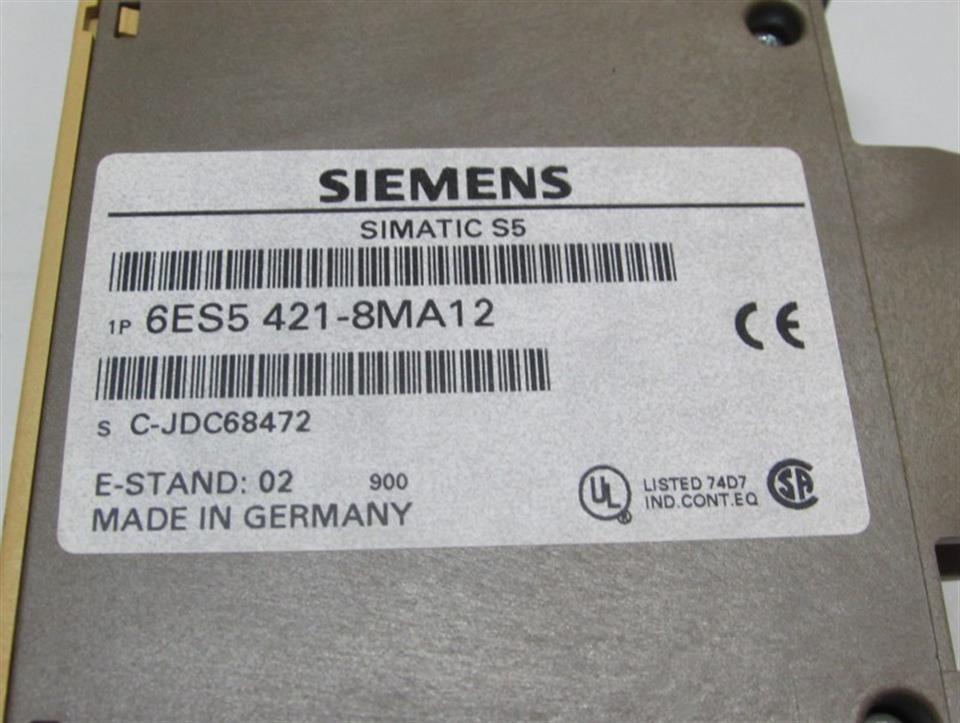 SIEMENS
SIMATIC S5
1P 6ES5 421-8MA12
CE
S C-JDC68472
E-STAND: 02 900
MADE IN GERMANY
UL ®
LISTED 74D7
IND.CONT.EQ
SA